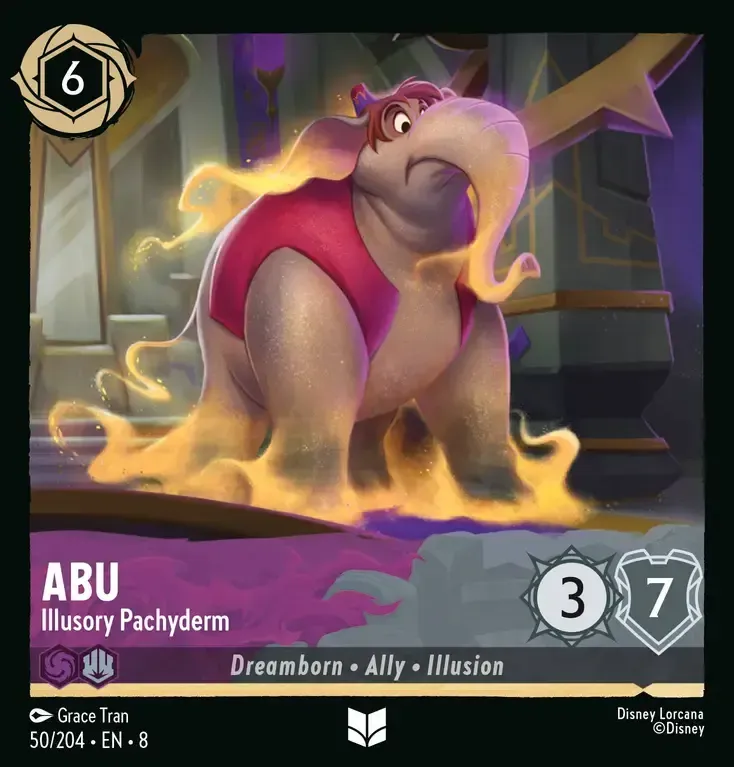 6
ABU
Illusory Pachyderm
3
7
Dreamborn • Ally • Illusion
Grace Tran
50/204 • EN • 8
Disney Lorcana
©Disney